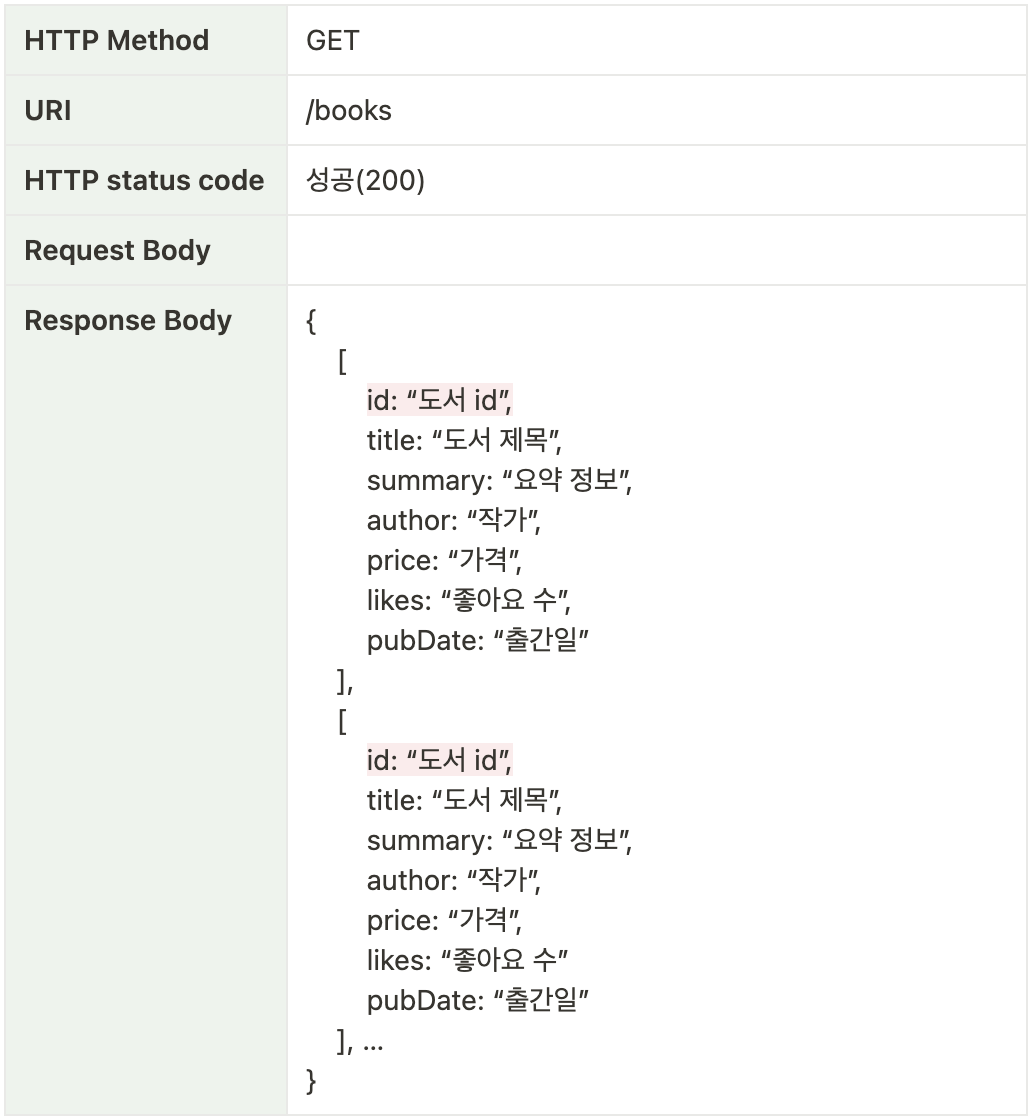 HTTP Method GET
URI /books
HTTP status code 성공(200)
Request Body
Response Body {
[
id: “도서 id”,
title: “도서 제목”,
summary: “요약 정보”,
author: “작가”,
price: “가격”,
likes: “좋아요 수”,
pubDate: “출간일”
],
[
id: “도서 id”,
title: “도서 제목”,
summary: “요약 정보”,
author: “작가”,
price: “가격”,
likes: “좋아요 수”
pubDate: “출간일”
], ...
}